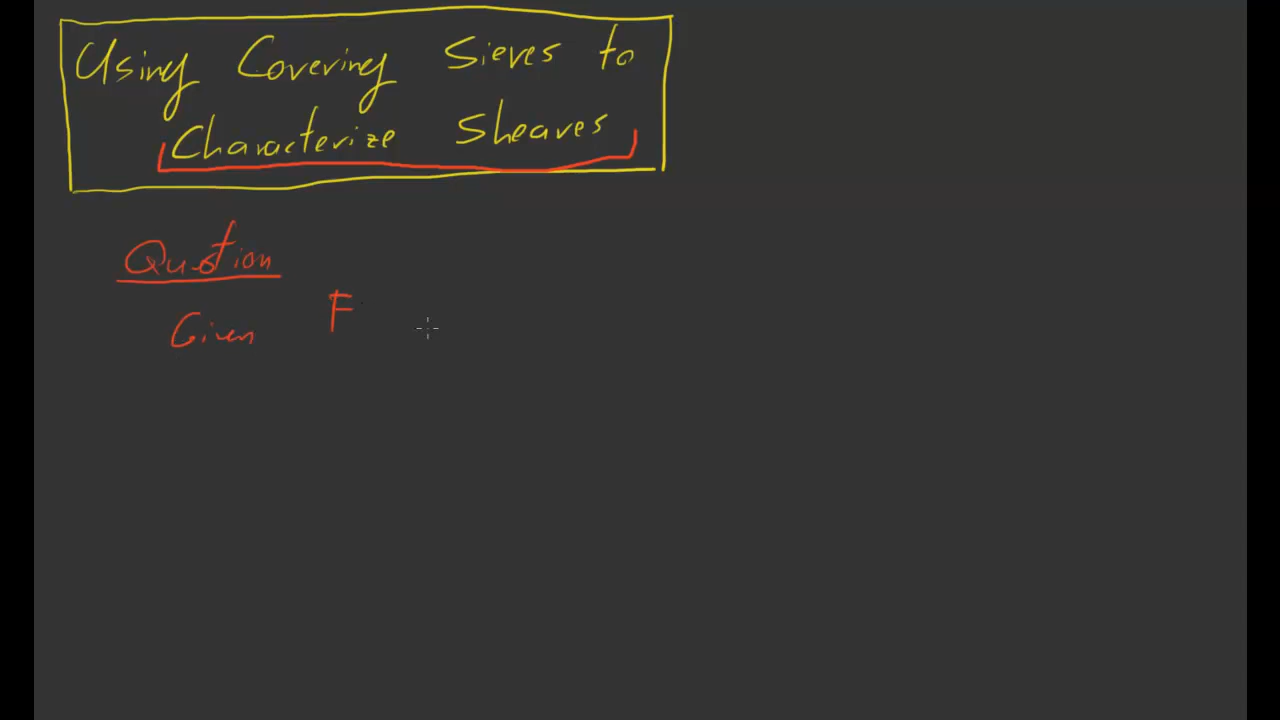 Using Covering Sieves to
Characterize Sheaves
Question
Given F